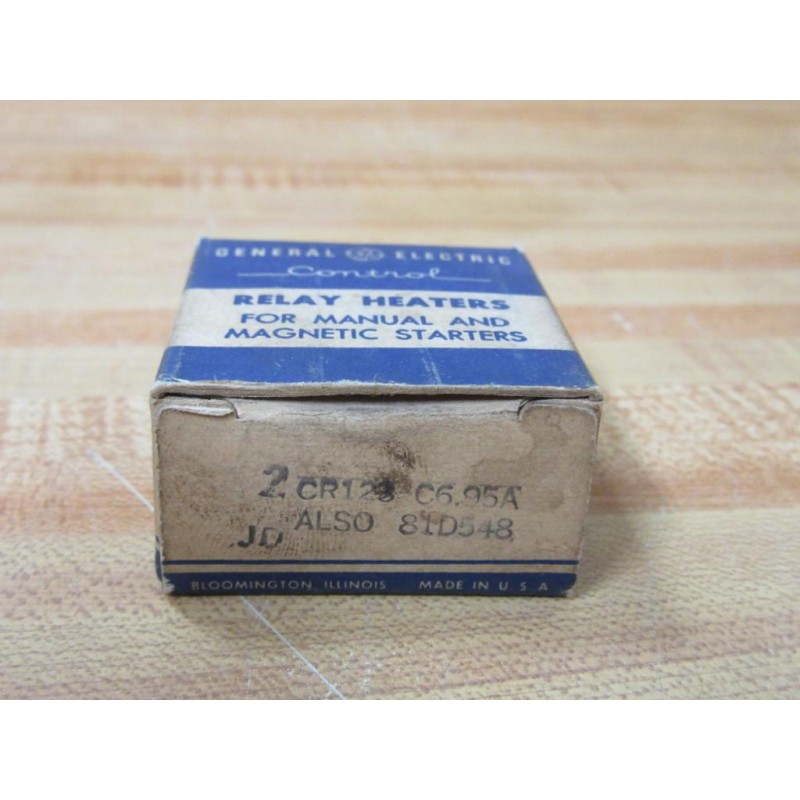 GENERAL GE ELECTRIC
Control
RELAY HEATERS
FOR MANUAL AND
MAGNETIC STARTERS
2 CR123 C6.95A
ALSO 81D548
JD
BLOOMINGTON, ILLINOIS MADE IN U. S. A